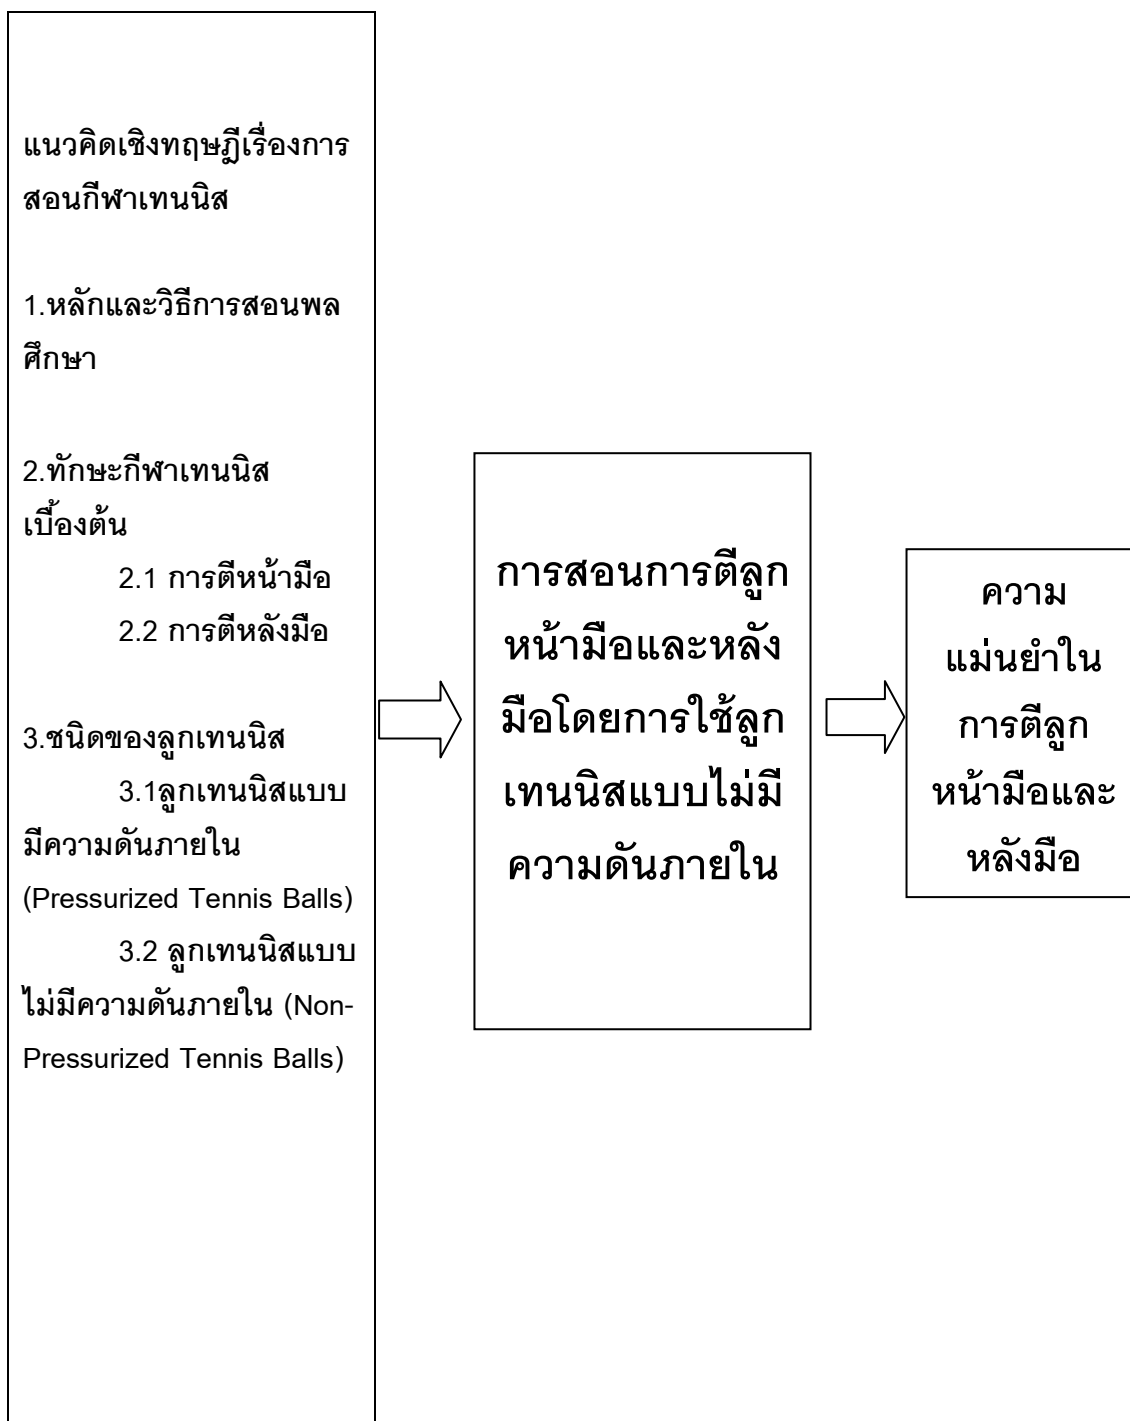 แนวคิดเชิงทฤษฎีเรื่องการ
สอนกีฬาเทนนิส
1.หลักและวิธีการสอนพล
ศึกษา
2.ทักษะกีฬาเทนนิส
เบื้องต้น
2.1 การตีหน้ามือ
2.2 การตีหลังมือ
3.ชนิดของลูกเทนนิส
3.1ลูกเทนนิสแบบ
มีความดันภายใน
(Pressurized Tennis Balls)
3.2 ลูกเทนนิสแบบ
ไม่มีความดันภายใน (Non-
Pressurized Tennis Balls)
การสอนการตีลูก
หน้ามือและหลัง
มือโดยการใช้ลูก
เทนนิสแบบไม่มี
ความดันภายใน
ความ
แม่นยำใน
การตีลูก
หน้ามือและ
หลังมือ